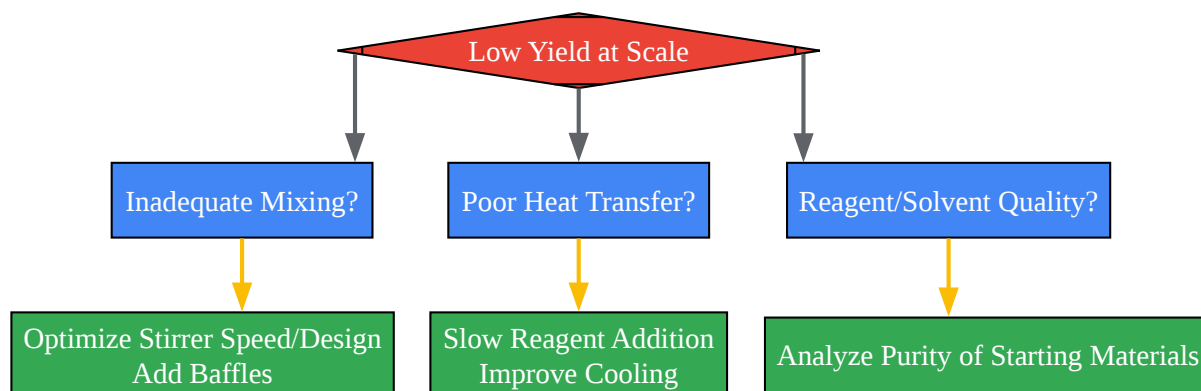 Low Yield at Scale
Inadequate Mixing?
Poor Heat Transfer?
Reagent/Solvent Quality?
Optimize Stirrer Speed/Design
Add Baffles
Slow Reagent Addition
Improve Cooling
Analyze Purity of Starting Materials